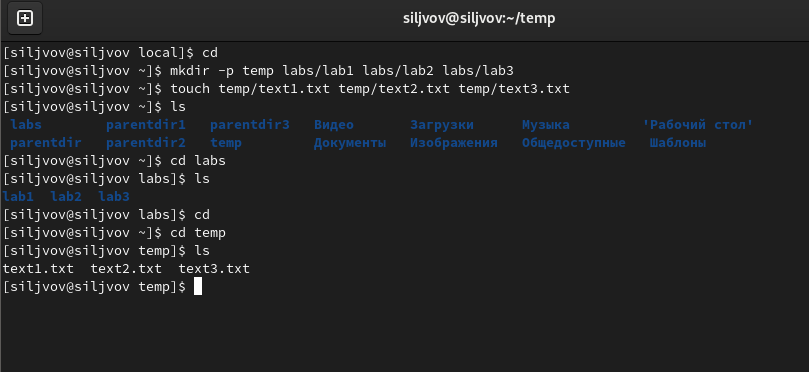 siljvov@siljvov:~/temp
[siljvov@siljvov local]$ cd
[siljvov@siljvov ~]$ mkdir -p temp labs/lab1 labs/lab2 labs/lab3
[siljvov@siljvov ~]$ touch temp/text1.txt temp/text2.txt temp/text3.txt
[siljvov@siljvov ~]$ ls
labs parentdir1 parentdir3 Видео Загрузки Музыка 'Рабочий стол'
parentdir parentdir2 temp Документы Изображения Общедоступные Шаблоны
[siljvov@siljvov ~]$ cd labs
[siljvov@siljvov labs]$ ls
lab1 lab2 lab3
[siljvov@siljvov labs]$ cd
[siljvov@siljvov ~]$ cd temp
[siljvov@siljvov temp]$ ls
text1.txt text2.txt text3.txt
[siljvov@siljvov temp]$